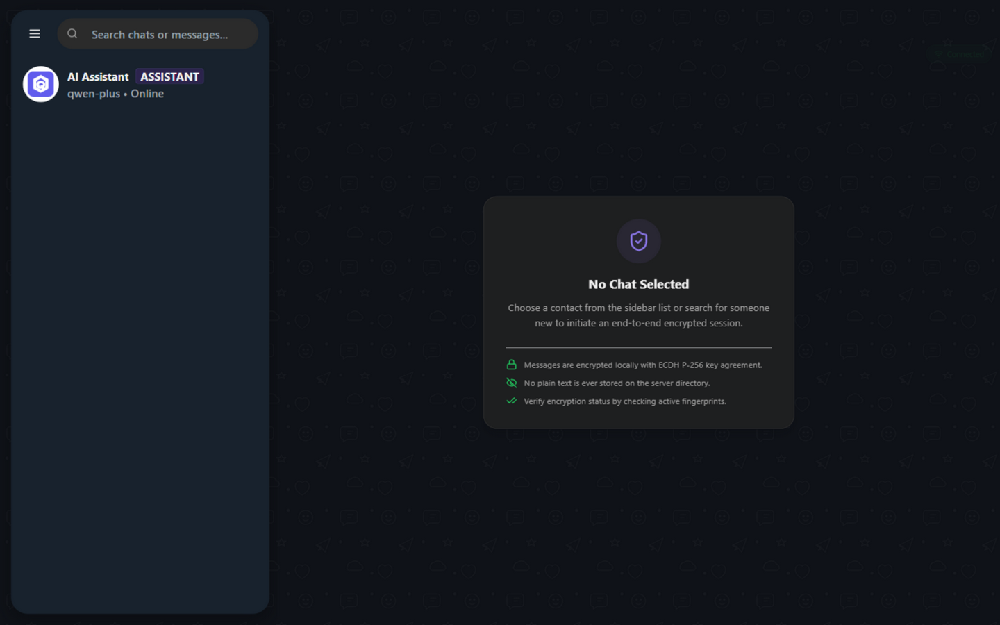 Search chats or messages...
AI Assistant ASSISTANT
qwen-plus • Online
Connected
No Chat Selected
Choose a contact from the sidebar list or search for someone
new to initiate an end-to-end encrypted session.
Messages are encrypted locally with ECDH P-256 key agreement.
No plain text is ever stored on the server directory.
Verify encryption status by checking active fingerprints.